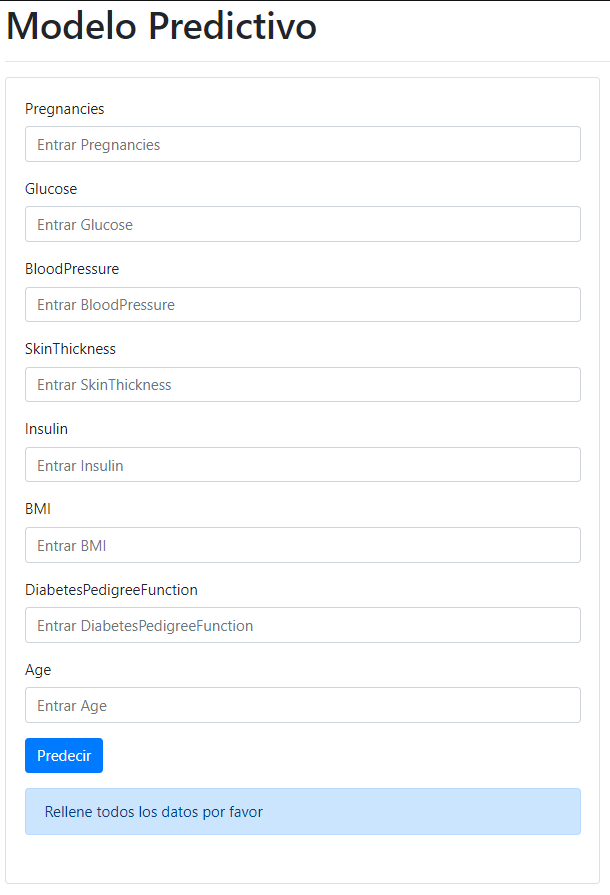 Modelo Predictivo
Pregnancies
Entrar Pregnancies
Glucose
Entrar Glucose
BloodPressure
Entrar BloodPressure
SkinThickness
Entrar SkinThickness
Insulin
Entrar Insulin
BMI
Entrar BMI
DiabetesPedigreeFunction
Entrar DiabetesPedigreeFunction
Age
Entrar Age
Predecir
Rellene todos los datos por favor